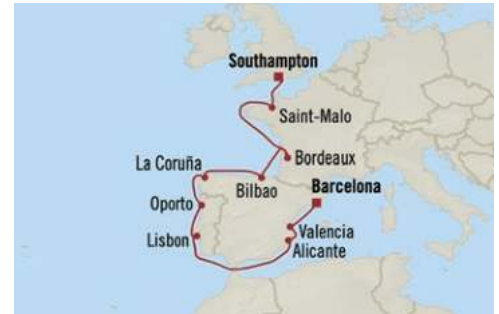 Southampton
Saint-Malo
Bordeaux
La Coruña
Bilbao
Barcelona
Oporto
Valencia
Lisbon
Alicante